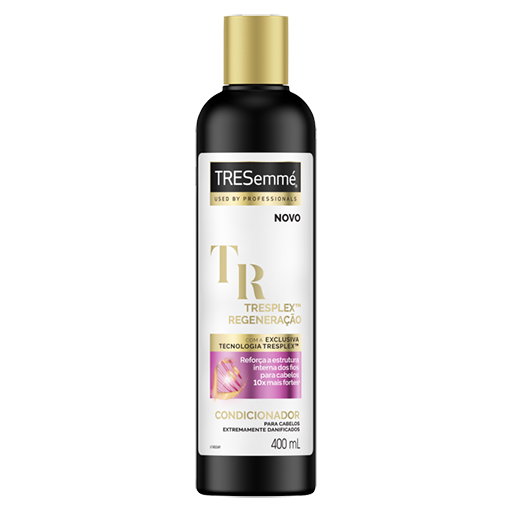 TRESemmé
USED BY PROFESSIONALS
NOVO
TR
TRESPLEX™
REGENERAÇÃO
COM A EXCLUSIVA
TECNOLOGIA TRESPLEX™
Reforça a estrutura
interna dos fios
para cabelos
10x mais fortes
CONDICIONADOR
PARA CABELOS
EXTREMAMENTE DANIFICADOS
400 mL